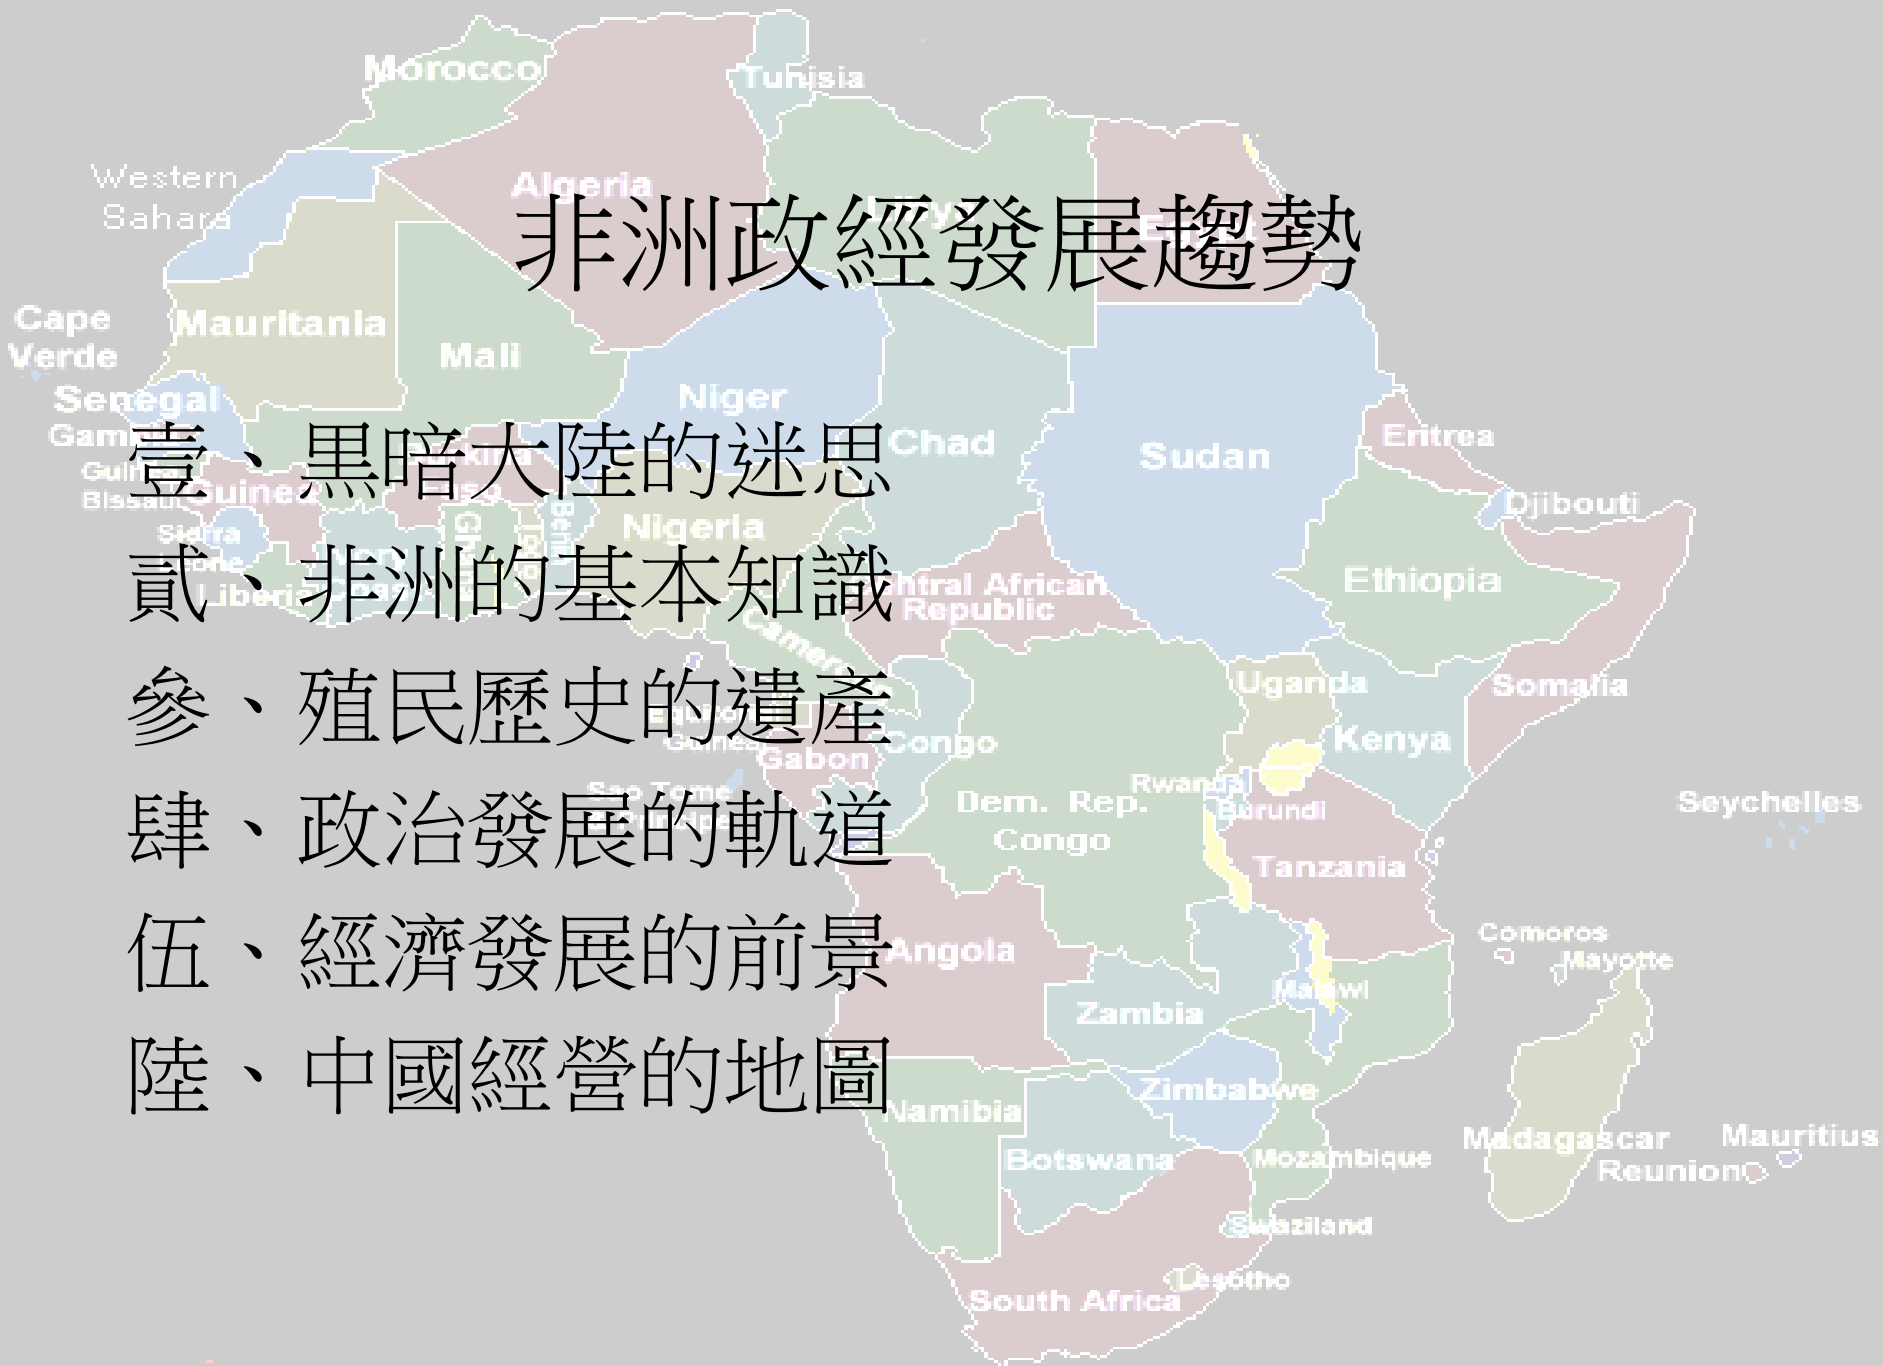 Morocco
Tunisia
Western
Sahara
Algeria
非洲政經發展趨勢
Cape
Verde
Mauritania
Mali
Niger
Senegal
Chad
Sudan
Eritrea
壹、黑暗大陸的迷思
Guinea
Djibouti
Nigeria
貳、非洲的基本知識
Ethiopia
Republic
參、殖民歷史的遺產
Uganda
Somalia
Congo
Kenya
Gabon
Rwanda
Dem. Rep.
Congo
Burundi
Seychelles
肆、政治發展的軌道
Tanzania
伍、經濟發展的前景
Angola
Comoros
Mayotte
Malawi
Zambia
陸、中國經營的地圖
Zimbabwe
Namibia
Botswana
Mozambique
Madagascar
Mauritius
Reunion
Swaziland
Lesotho
South Africa